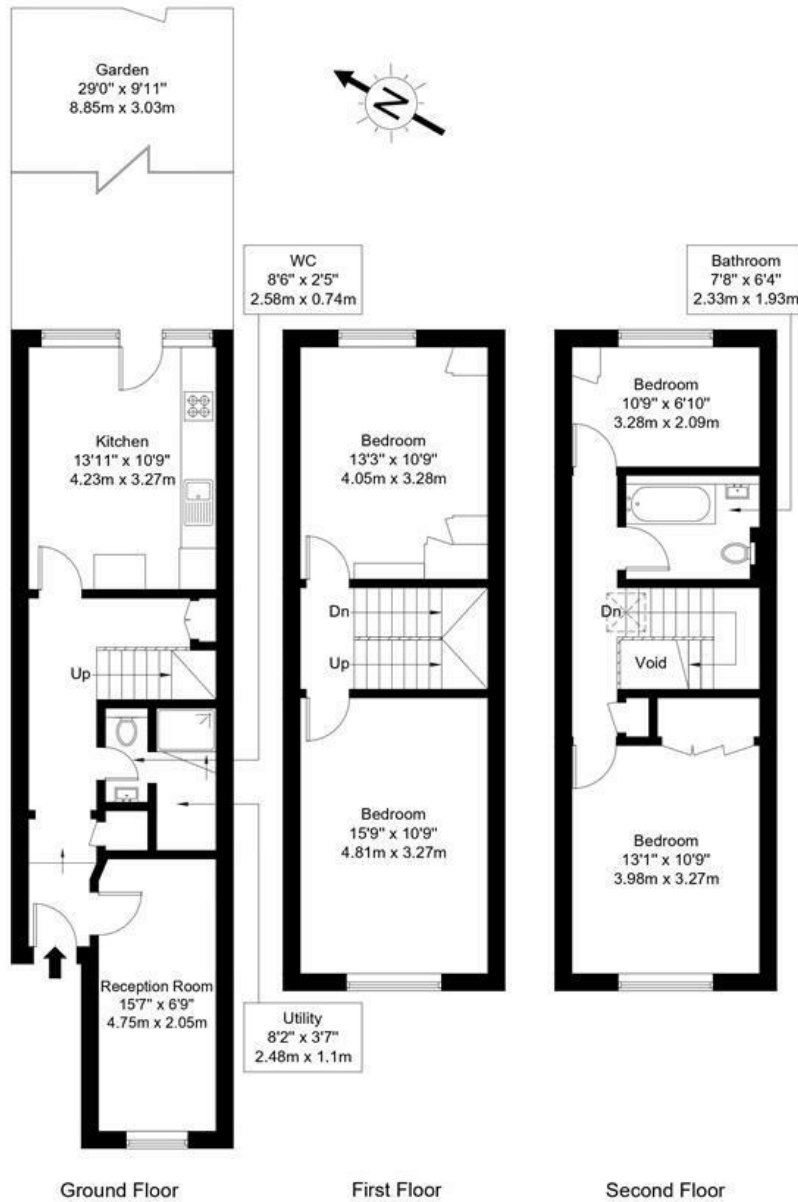 Garden
29'0" x 9'11"
8.85m x 3.03m
N
WC
8'6" x 2'5"
2.58m x 0.74m
Bathroom
7'8" x 6'4"
2.33m x 1.93m
Kitchen
13'11" x 10'9"
4.23m x 3.27m
Bedroom
13'3" x 10'9"
4.05m x 3.28m
Bedroom
10'9" x 6'10"
3.28m x 2.09m
Up
Dn
Up
Dn
Void
Bedroom
15'9" x 10'9"
4.81m x 3.27m
Bedroom
13'1" x 10'9"
3.98m x 3.27m
Reception Room
15'7" x 6'9"
4.75m x 2.05m
Utility
8'2" x 3'7"
2.48m x 1.1m
Ground Floor
First Floor
Second Floor